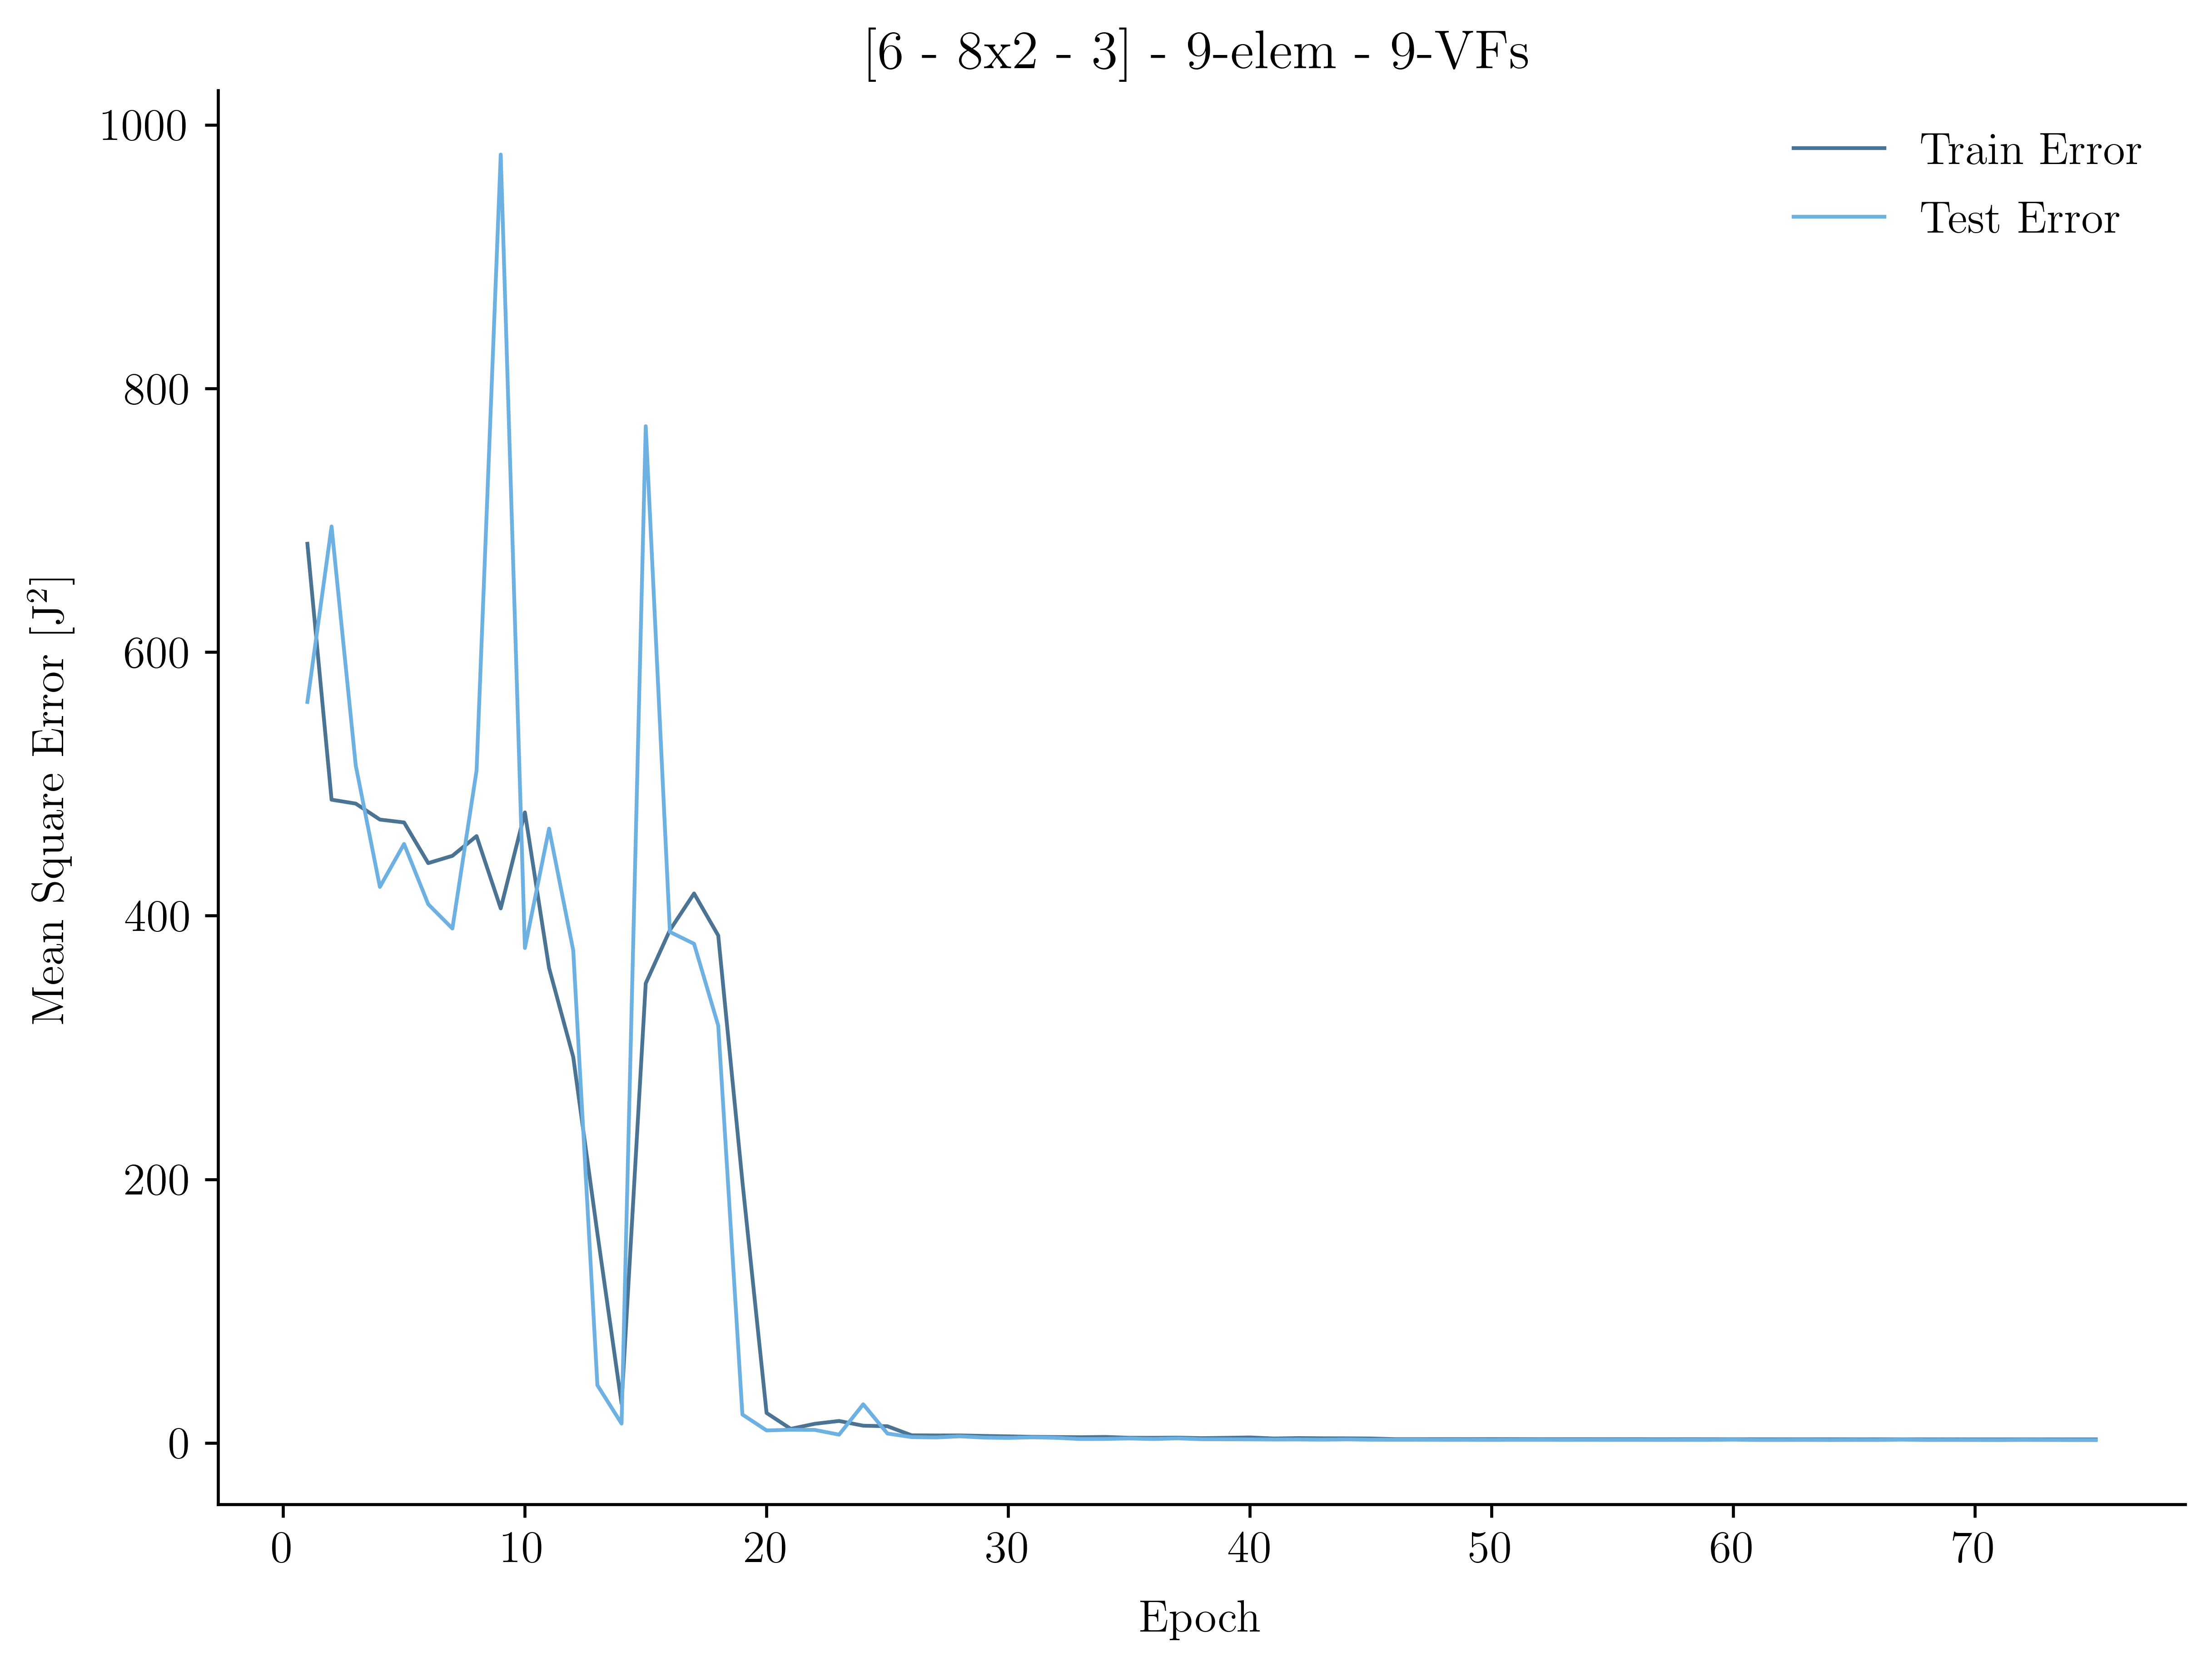 [6 - 8x2 - 3] - 9-elem - 9-VFs
1000
800
600
400
200
0
Mean Square Error [J²]
Train Error
Test Error
0 10 20 30 40 50 60 70
Epoch